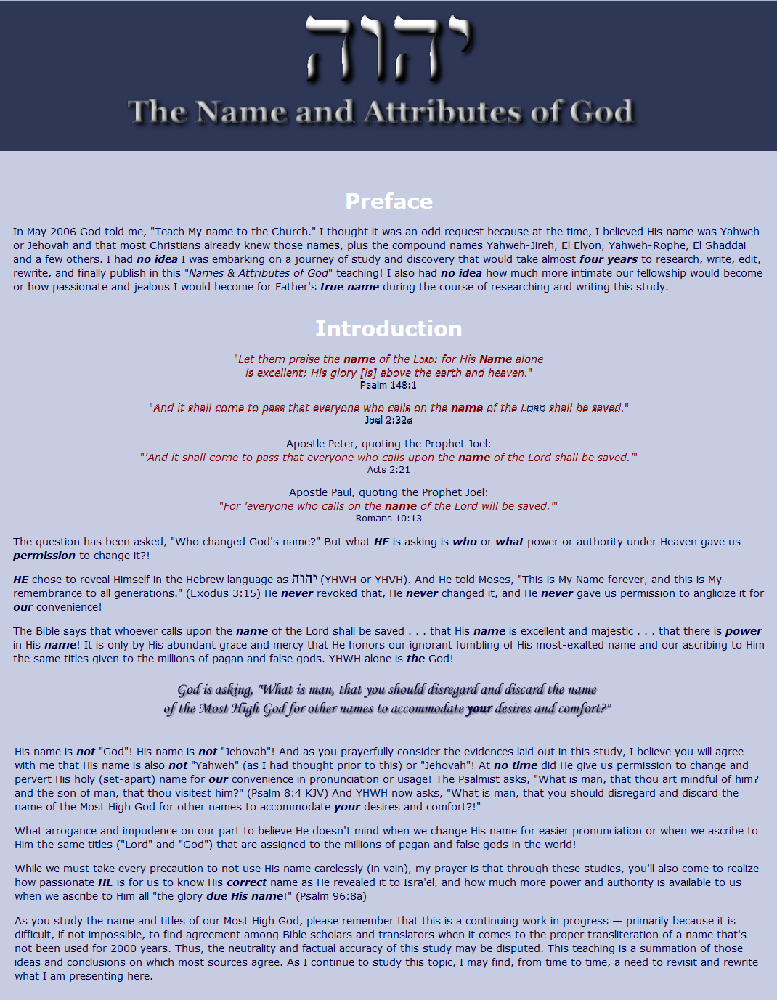 יהוה
The Name and Attributes of God
Preface
In May 2006 God told me, "Teach My name to the Church." I thought it was an odd request because at the time, I believed His name was Yahweh
or Jehovah and that most Christians already knew those names, plus the compound names Yahweh-Jireh, El Elyon, Yahweh-Rophe, El Shaddai
and a few others. I had no idea I was embarking on a journey of study and discovery that would take almost four years to research, write, edit,
rewrite, and finally publish in this "Names & Attributes of God" teaching! I also had no idea how much more intimate our fellowship would become
or how passionate and jealous I would become for Father's true name during the course of researching and writing this study.
Introduction
"Let them praise the name of the LORD: for His Name alone
is excellent; His glory [is] above the earth and heaven."
Psalm 148:1
"And it shall come to pass that everyone who calls on the name of the LORD shall be saved."
Joel 2:32a
Apostle Peter, quoting the Prophet Joel:
"'And it shall come to pass that everyone who calls upon the name of the Lord shall be saved.'"
Acts 2:21
Apostle Paul, quoting the Prophet Joel:
"For 'everyone who calls on the name of the Lord will be saved.'"
Romans 10:13
The question has been asked, "Who changed God's name?" But what HE is asking is who or what power or authority under Heaven gave us
permission to change it?!
HE chose to reveal Himself in the Hebrew language as יהוה (YHWH or YHVH). And He told Moses, "This is My Name forever, and this is My
remembrance to all generations." (Exodus 3:15) He never revoked that, He never changed it, and He never gave us permission to anglicize it for
our convenience!
The Bible says that whoever calls upon the name of the Lord shall be saved . . . that His name is excellent and majestic . . . that there is power
in His name! It is only by His abundant grace and mercy that He honors our ignorant fumbling of His most-exalted name and our ascribing to Him
the same titles given to the millions of pagan and false gods. YHWH alone is the God!
God is asking, "What is man, that you should disregard and discard the name
of the Most High God for other names to accommodate your desires and comfort?"
His name is not "God"! His name is not "Jehovah"! And as you prayerfully consider the evidences laid out in this study, I believe you will agree
with me that His name is also not "Yahweh" (as I had thought prior to this) or "Jehovah"! At no time did He give us permission to change and
pervert His holy (set-apart) name for our convenience in pronunciation or usage! The Psalmist asks, "What is man, that thou art mindful of him?
and the son of man, that thou visitest him?" (Psalm 8:4 KJV) And YHWH now asks, "What is man, that you should disregard and discard the
name of the Most High God for other names to accommodate your desires and comfort?!"
What arrogance and impudence on our part to believe He doesn't mind when we change His name for easier pronunciation or when we ascribe to
Him the same titles ("Lord" and "God") that are assigned to the millions of pagan and false gods in the world!
While we must take every precaution to not use His name carelessly (in vain), my prayer is that through these studies, you'll also come to realize
how passionate HE is for us to know His correct name as He revealed it to Isra'el, and how much more power and authority is available to us
when we ascribe to Him all "the glory due His name!" (Psalm 96:8a)
As you study the name and titles of our Most High God, please remember that this is a continuing work in progress — primarily because it is
difficult, if not impossible, to find agreement among Bible scholars and translators when it comes to the proper transliteration of a name that's
not been used for 2000 years. Thus, the neutrality and factual accuracy of this study may be disputed. This teaching is a summation of those
ideas and conclusions on which most sources agree. As I continue to study this topic, I may find, from time to time, a need to revisit and rewrite
what I am presenting here.